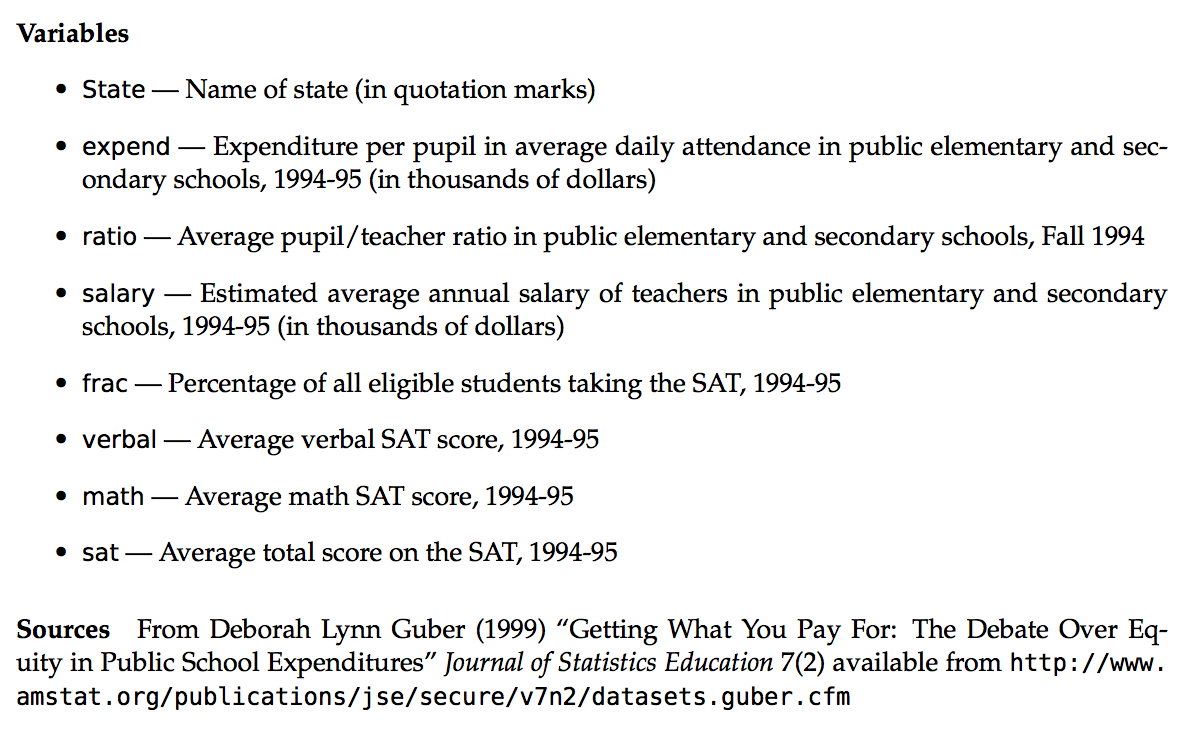 Variables
• State — Name of state (in quotation marks)
• expend — Expenditure per pupil in average daily attendance in public elementary and sec-
ondary schools, 1994-95 (in thousands of dollars)
• ratio — Average pupil/teacher ratio in public elementary and secondary schools, Fall 1994
• salary — Estimated average annual salary of teachers in public elementary and secondary
schools, 1994-95 (in thousands of dollars)
• frac — Percentage of all eligible students taking the SAT, 1994-95
• verbal — Average verbal SAT score, 1994-95
• math — Average math SAT score, 1994-95
• sat — Average total score on the SAT, 1994-95
Sources From Deborah Lynn Guber (1999) “Getting What You Pay For: The Debate Over Eq-
uity in Public School Expenditures” Journal of Statistics Education 7(2) available from http://www.
amstat.org/publications/jse/secure/v7n2/datasets.guber.cfm